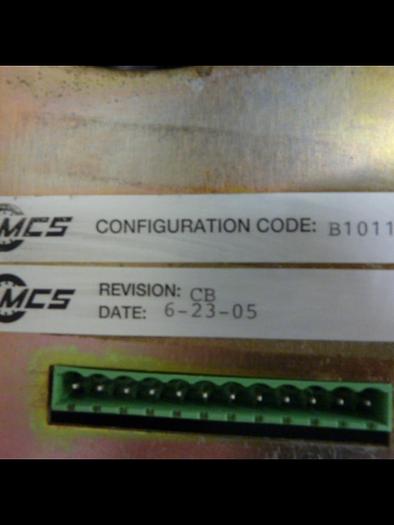 MCS CONFIGURATION CODE: B1011
MCS REVISION: CB
DATE: 6-23-05